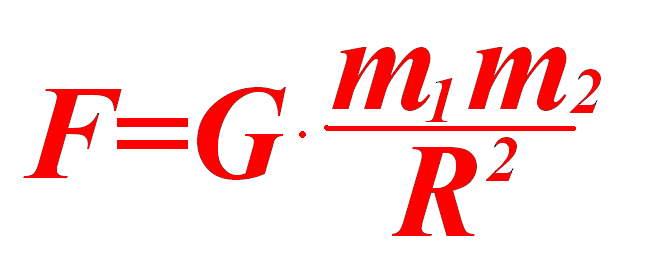 F=G · m₁m₂
R²